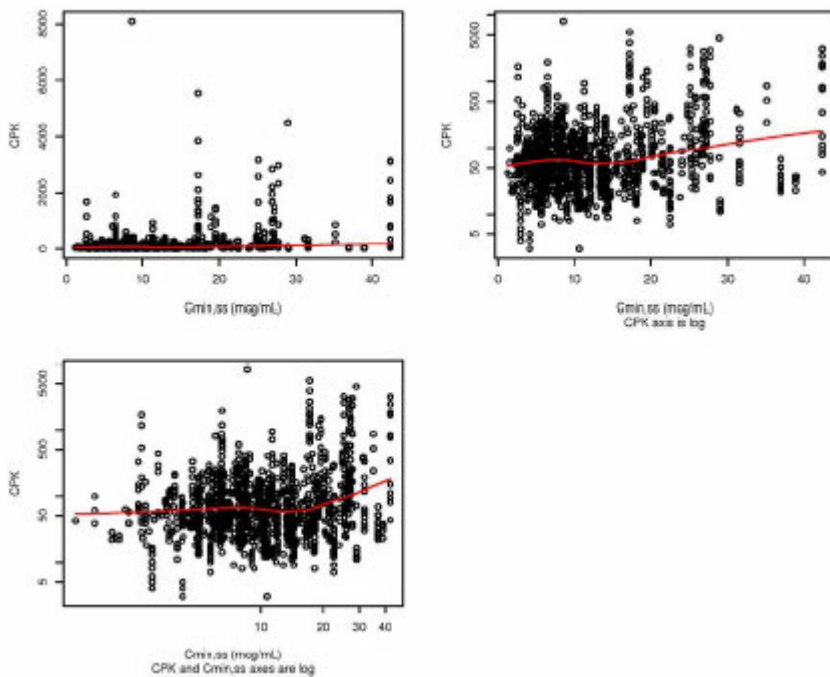 8000
6000
4000
2000
0
CPK
0 10 20 30 40
Cmin,ss (mcg/mL)
5000
500
50
5
CPK
0 10 20 30 40
Cmin,ss (mcg/mL)
CPK axis is log
5000
500
50
5
CPK
10 20 30 40
Cmin,ss (mcg/mL)
CPK and Cmin,ss axes are log